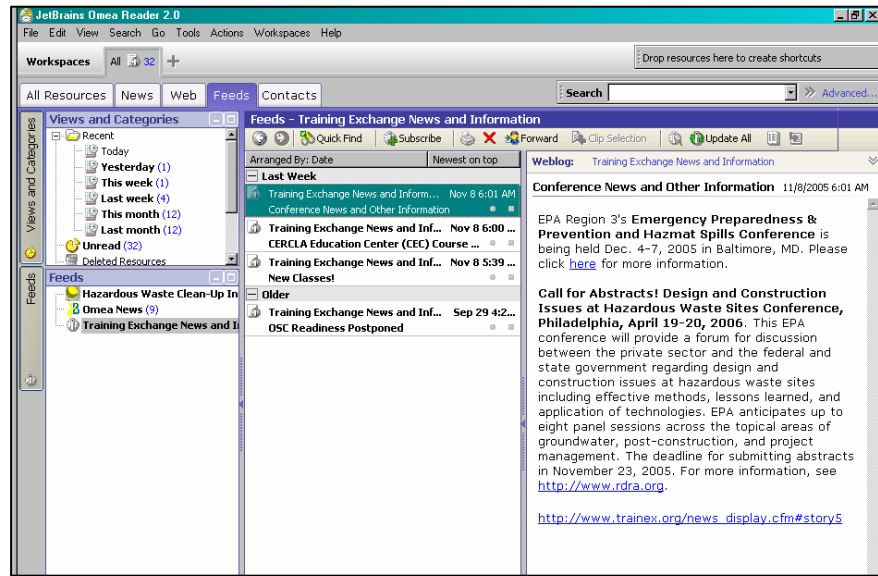 JetBrains Omea Reader 2.0
File Edit View Search Go Tools Actions Workspaces Help
Workspaces All 32 +
Drop resources here to create shortcuts
All Resources News Web Feeds Contacts
Search Advanced...
Views and Categories
Feeds
Views and Categories
Recent
Today
Yesterday (1)
This week (1)
Last week (4)
This month (12)
Last month (12)
Unread (32)
Deleted Resources
Feeds
Hazardous Waste Clean-Up In
Omea News (9)
Training Exchange News and I
Feeds - Training Exchange News and Information
Quick Find Subscribe Forward Clip Selection Update All
Arranged By: Date Newest on top
Last Week
Training Exchange News and Inform... Nov 8 6:01 AM
Conference News and Other Information
Training Exchange News and Inf... Nov 8 6:00 ...
CERCLA Education Center (CEC) Course ...
Training Exchange News and Inf... Nov 8 5:39 ...
New Classes!
Older
Training Exchange News and Inf... Sep 29 4:2...
OSC Readiness Postponed
Weblog: Training Exchange News and Information
Conference News and Other Information 11/8/2005 6:01 AM
EPA Region 3's Emergency Preparedness &
Prevention and Hazmat Spills Conference is
being held Dec. 4-7, 2005 in Baltimore, MD. Please
click here for more information.
Call for Abstracts! Design and Construction
Issues at Hazardous Waste Sites Conference,
Philadelphia, April 19-20, 2006. This EPA
conference will provide a forum for discussion
between the private sector and the federal and
state government regarding design and
construction issues at hazardous waste sites
including effective methods, lessons learned, and
application of technologies. EPA anticipates up to
eight panel sessions across the topical areas of
groundwater, post-construction, and project
management. The deadline for submitting abstracts
in November 23, 2005. For more information, see
http://www.rdra.org.
http://www.trainex.org/news_display.cfm#story5